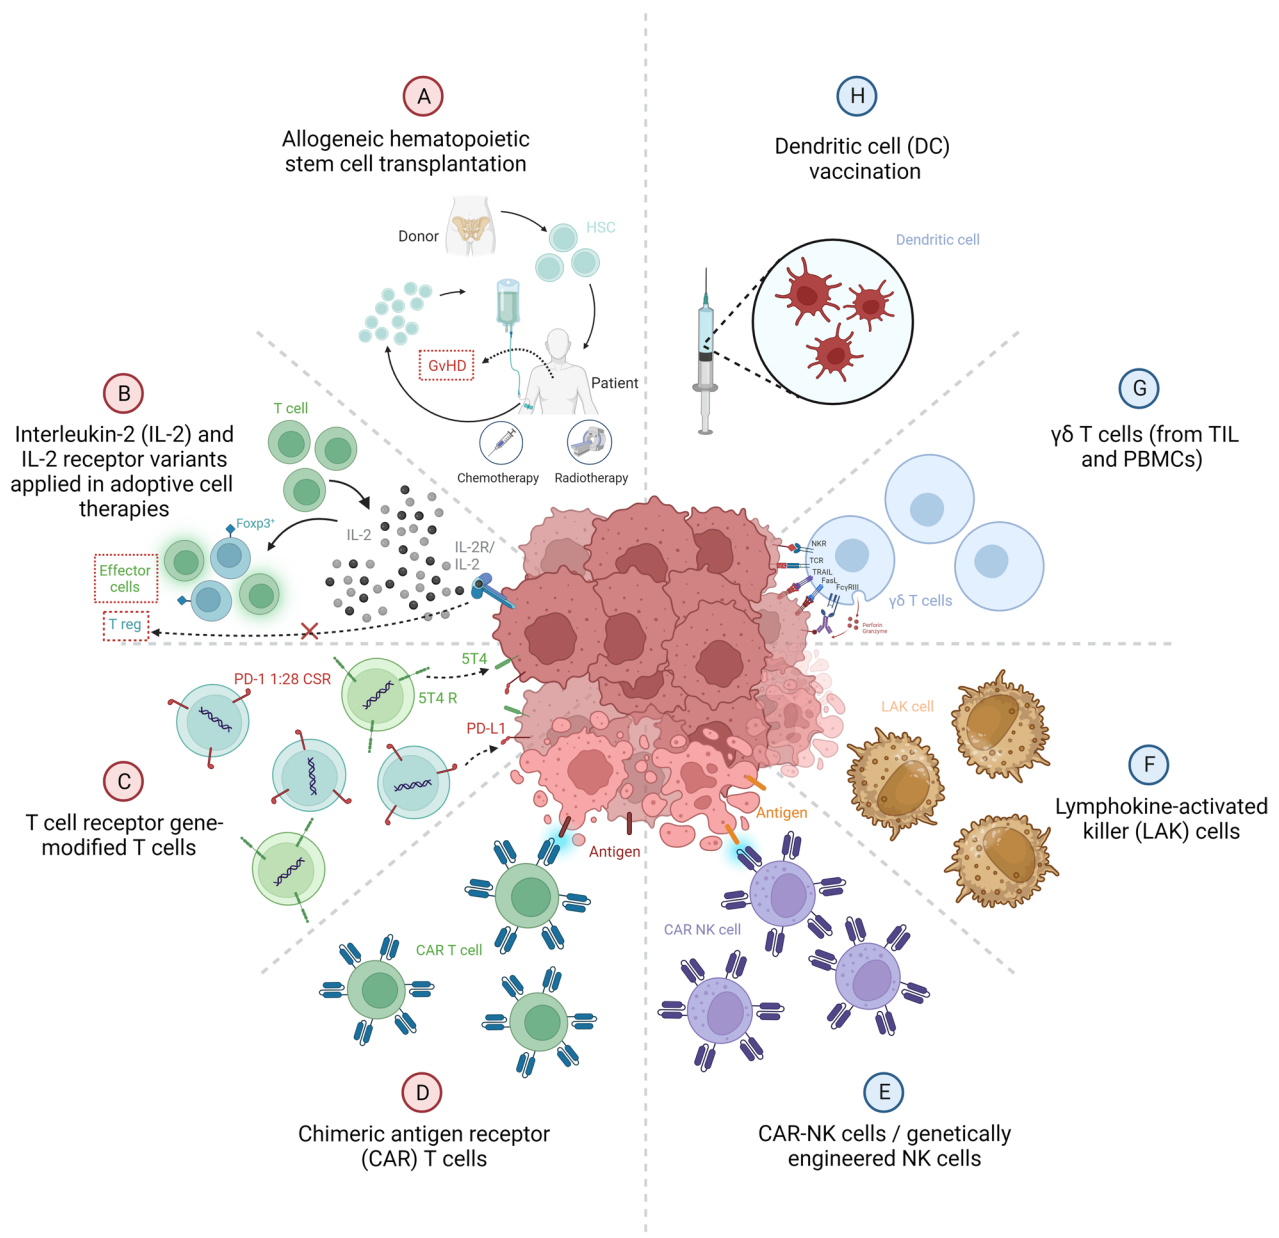 A
Allogeneic hematopoietic
stem cell transplantation
Donor
HSC
GvHD
Patient
Chemotherapy
Radiotherapy
H
Dendritic cell (DC)
vaccination
Dendritic cell
B
Interleukin-2 (IL-2) and
IL-2 receptor variants
applied in adoptive cell
therapies
T cell
Foxp3+
IL-2
IL-2R/
IL-2
Effector
cells
T reg
G
γδ T cells (from TIL
and PBMCs)
NKR
TCR
TRAIL
FasL
FcγRIII
γδ T cells
Perforin
Granzyme
PD-1 1:28 CSR
5T4
5T4 R
PD-L1
C
T cell receptor gene-
modified T cells
LAK cell
F
Lymphokine-activated
killer (LAK) cells
Antigen
Antigen
CAR T cell
CAR NK cell
D
Chimeric antigen receptor
(CAR) T cells
E
CAR-NK cells / genetically
engineered NK cells